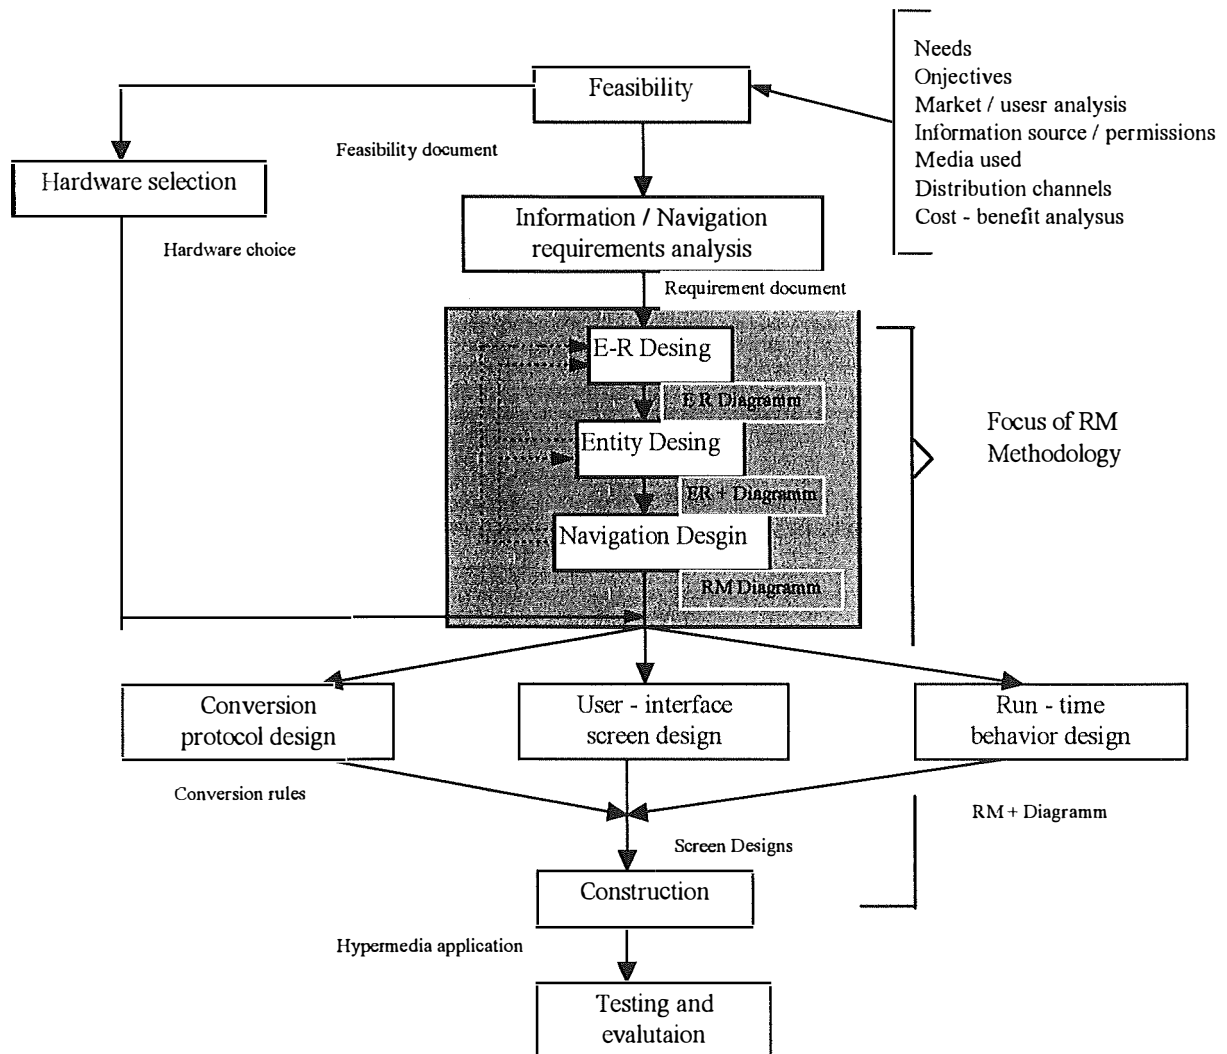 Needs
Onjectives
Market / usesr analysis
Information source / permissions
Media used
Distribution channels
Cost - benefit analysus
Feasibility
Feasibility document
Hardware selection
Hardware choice
Information / Navigation
requirements analysis
Requirement document
E-R Desing
E R Diagramm
Entity Desing
ER + Diagramm
Navigation Desgin
RM Diagramm
Focus of RM
Methodology
Conversion
protocol design
User - interface
screen design
Run - time
behavior design
Conversion rules
RM + Diagramm
Screen Designs
Construction
Hypermedia application
Testing and
evalutaion